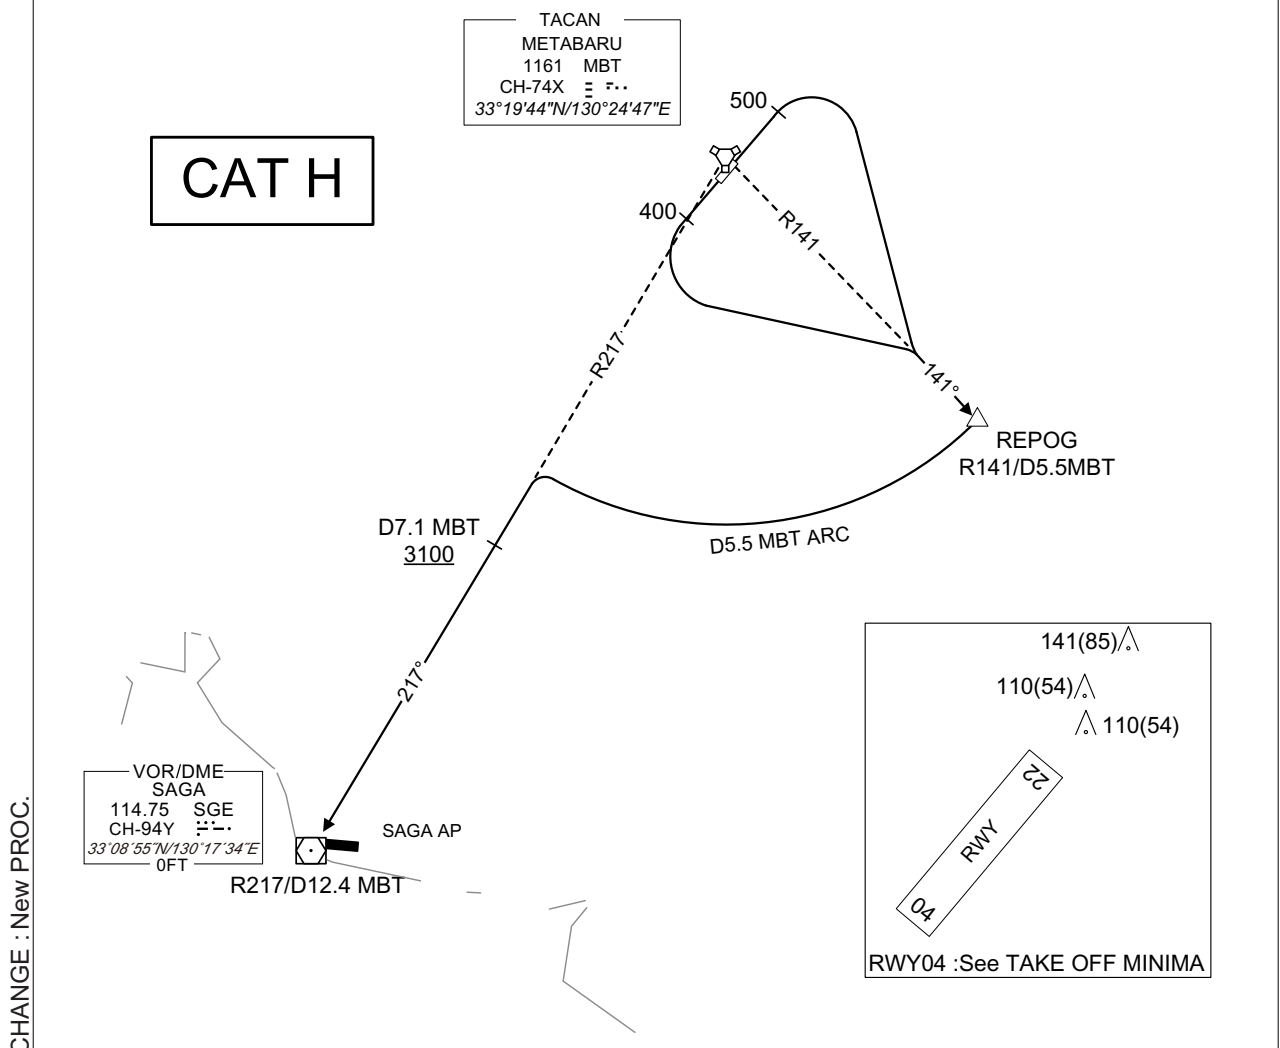 TACAN
METABARU
1161 MBT
CH-74X
33°19'44"N/130°24'47"E
CAT H
500
400
R141
R217
141°
REPOG
R141/D5.5MBT
D7.1 MBT
3100
D5.5 MBT ARC
217°
141(85)
110(54)
110(54)
22
RWY
04
RWY04 :See TAKE OFF MINIMA
VOR/DME
SAGA
114.75 SGE
CH-94Y
33°08´55˝N/130°17´34˝E
0FT
SAGA AP
R217/D12.4 MBT
CHANGE : New PROC.